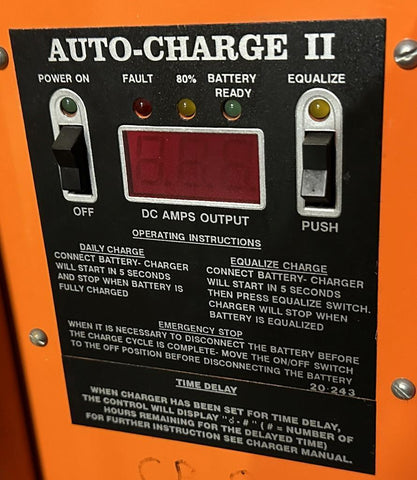 AUTO-CHARGE II
POWER ON
FAULT 80% BATTERY READY
EQUALIZE
OFF
DC AMPS OUTPUT
PUSH
OPERATING INSTRUCTIONS
DAILY CHARGE
CONNECT BATTERY- CHARGER
WILL START IN 5 SECONDS
AND STOP WHEN BATTERY IS
FULLY CHARGED
EQUALIZE CHARGE
CONNECT BATTERY- CHARGER
WILL START IN 5 SECONDS
THEN PRESS EQUALIZE SWITCH.
CHARGER WILL STOP WHEN
BATTERY IS EQUALIZED
EMERGENCY STOP
WHEN IT IS NECESSARY TO DISCONNECT THE BATTERY BEFORE
THE CHARGE CYCLE IS COMPLETE- MOVE THE ON/OFF SWITCH
TO THE OFF POSITION BEFORE DISCONNECTING THE BATTERY
20-243
TIME DELAY
WHEN CHARGER HAS BEEN SET FOR TIME DELAY,
THE CONTROL WILL DISPLAY "d-#" (# = NUMBER OF
HOURS REMAINING FOR THE DELAYED TIME)
FOR FURTHER INSTRUCTION SEE CHARGER MANUAL.